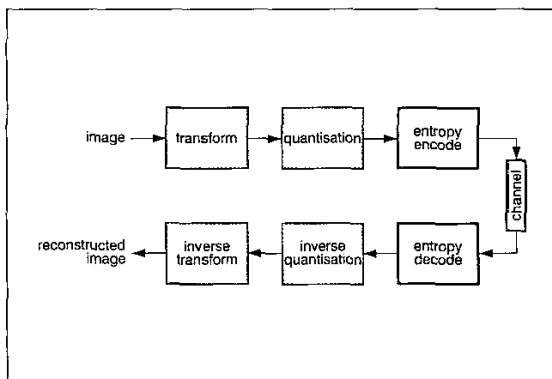 image
transform
quantisation
entropy
encode
channel
reconstructed
image
inverse
transform
inverse
quantisation
entropy
decode